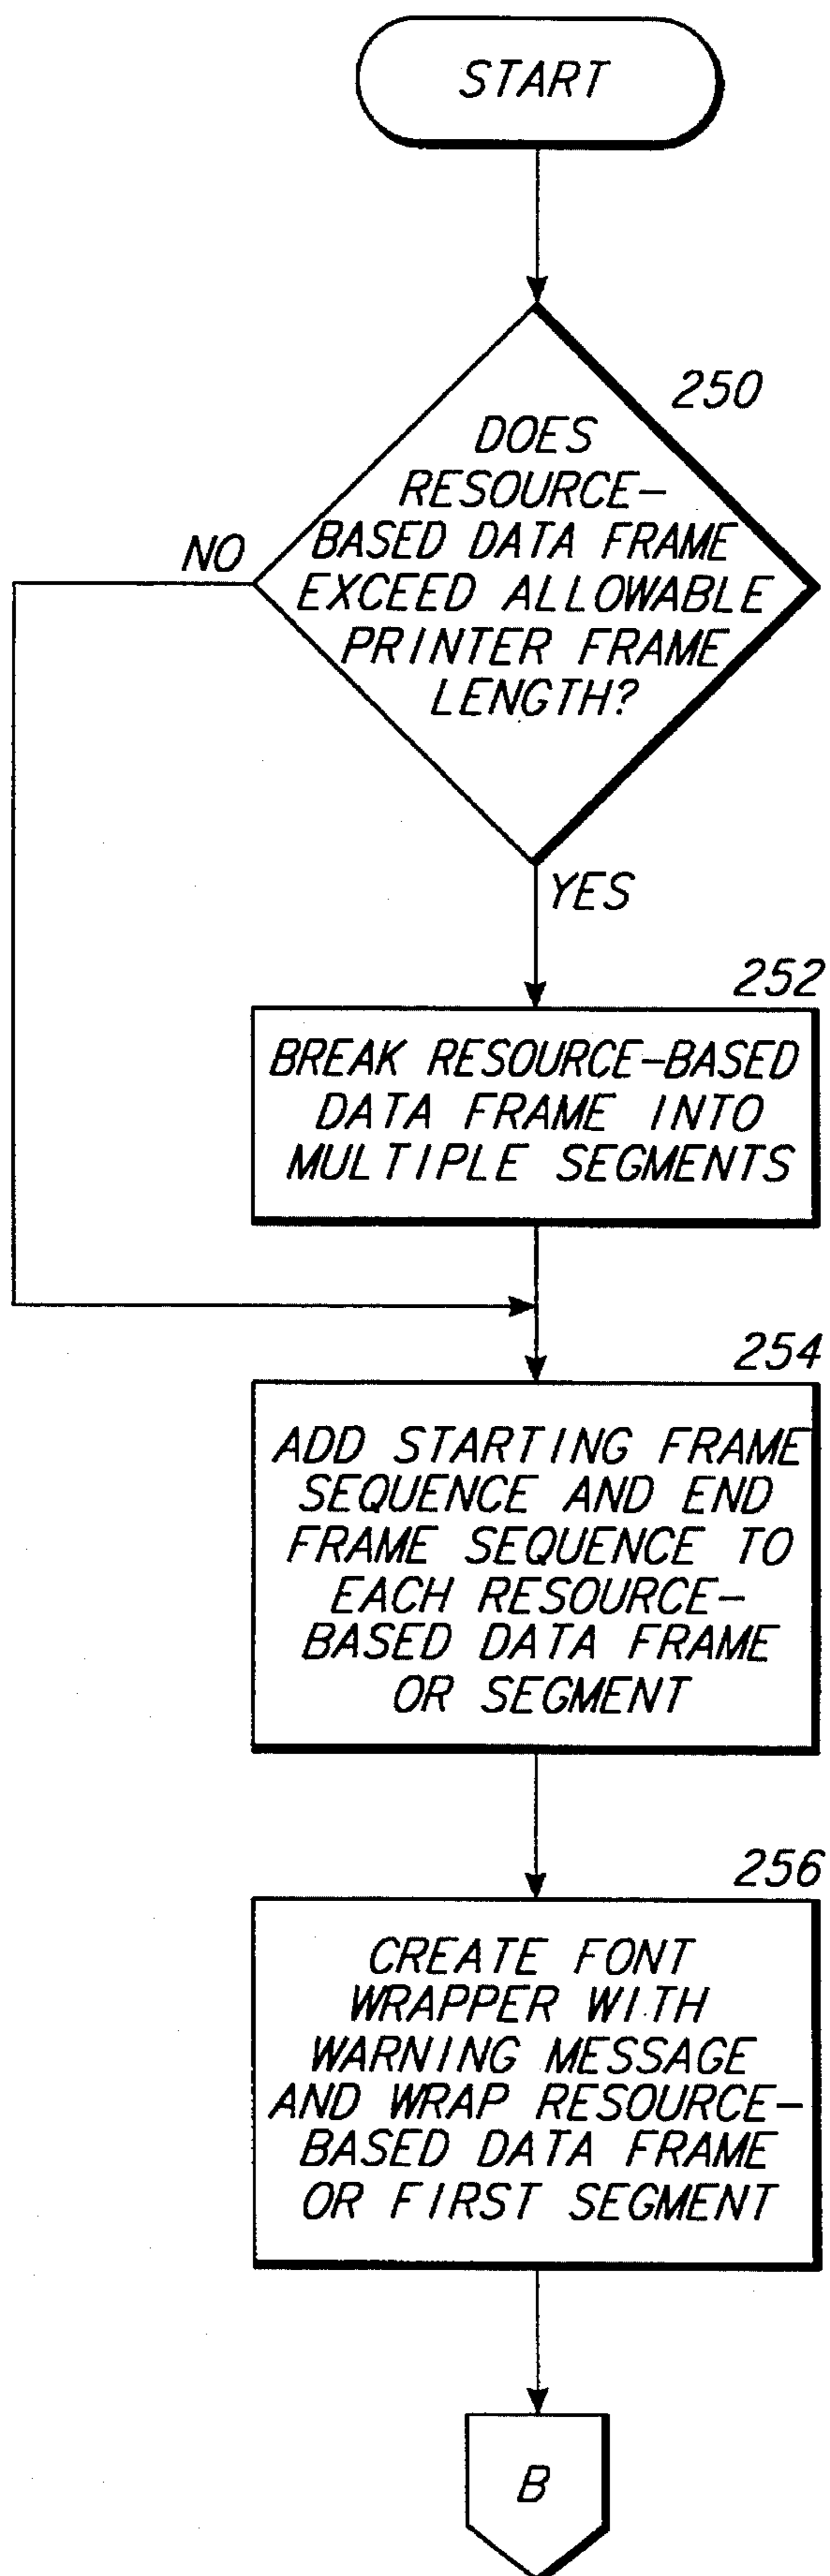 START
250
DOES
RESOURCE-
BASED DATA FRAME
EXCEED ALLOWABLE
PRINTER FRAME
LENGTH?
NO
YES
252
BREAK RESOURCE-BASED
DATA FRAME INTO
MULTIPLE SEGMENTS
254
ADD STARTING FRAME
SEQUENCE AND END
FRAME SEQUENCE TO
EACH RESOURCE-
BASED DATA FRAME
OR SEGMENT
256
CREATE FONT
WRAPPER WITH
WARNING MESSAGE
AND WRAP RESOURCE-
BASED DATA FRAME
OR FIRST SEGMENT
B